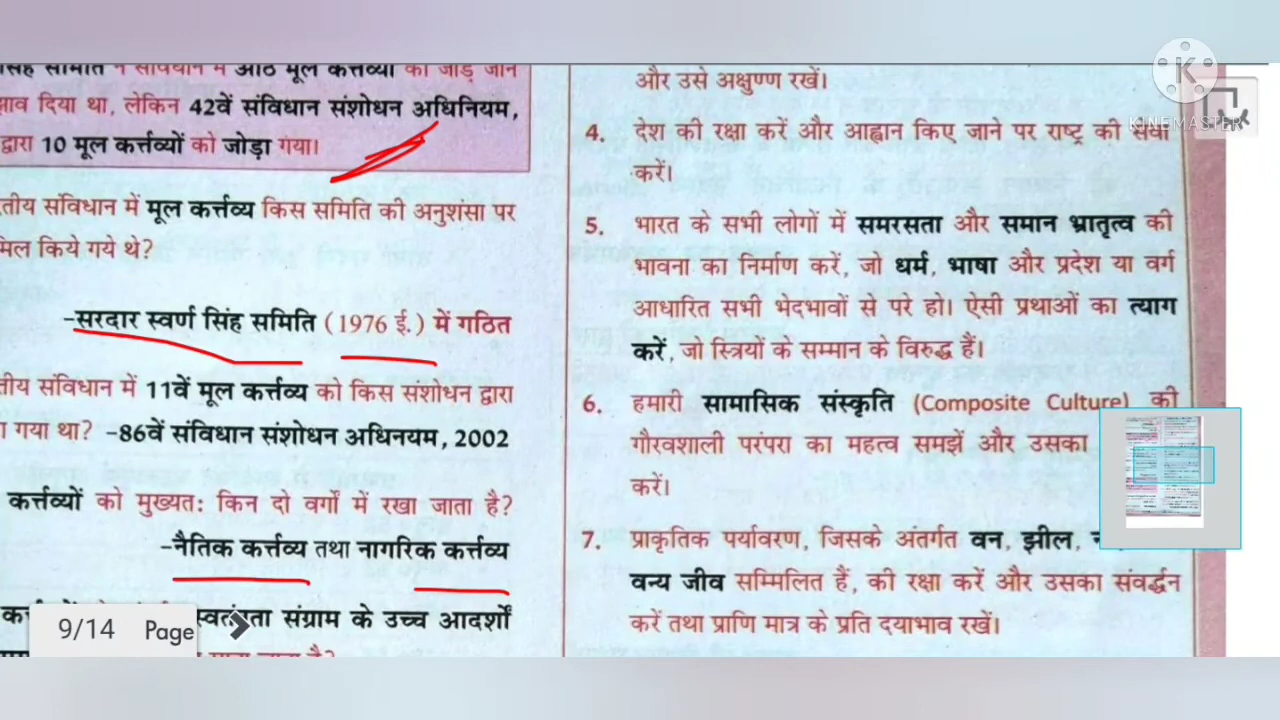 सिंह समिति ने संविधान में आठ मूल कर्त्तव्यों को जोड़े जाने
झाव दिया था, लेकिन 42वें संविधान संशोधन अधिनियम,
द्वारा 10 मूल कर्त्तव्यों को जोड़ा गया।
तीय संविधान में मूल कर्त्तव्य किस समिति की अनुशंसा पर
मिल किये गये थे?
-सरदार स्वर्ण सिंह समिति (1976 ई.) में गठित
तीय संविधान में 11वें मूल कर्त्तव्य को किस संशोधन द्वारा
ा गया था? -86वें संविधान संशोधन अधिनयम, 2002
कर्त्तव्यों को मुख्यतः किन दो वर्गों में रखा जाता है?
-नैतिक कर्त्तव्य तथा नागरिक कर्त्तव्य
स्वतंत्रता संग्राम के उच्च आदर्शों
और उसे अक्षुण्ण रखें।
4. देश की रक्षा करें और आह्वान किए जाने पर राष्ट्र की सेवा
करें।
5. भारत के सभी लोगों में समरसता और समान भ्रातृत्व की
भावना का निर्माण करें, जो धर्म, भाषा और प्रदेश या वर्ग
आधारित सभी भेदभावों से परे हो। ऐसी प्रथाओं का त्याग
करें, जो स्त्रियों के सम्मान के विरुद्ध हैं।
6. हमारी सामासिक संस्कृति (Composite Culture) की
गौरवशाली परंपरा का महत्व समझें और उसका
करें।
7. प्राकृतिक पर्यावरण, जिसके अंतर्गत वन, झील,
वन्य जीव सम्मिलित हैं, की रक्षा करें और उसका संवर्द्धन
करें तथा प्राणि मात्र के प्रति दयाभाव रखें।
9/14 Page
K
KINEMASTER